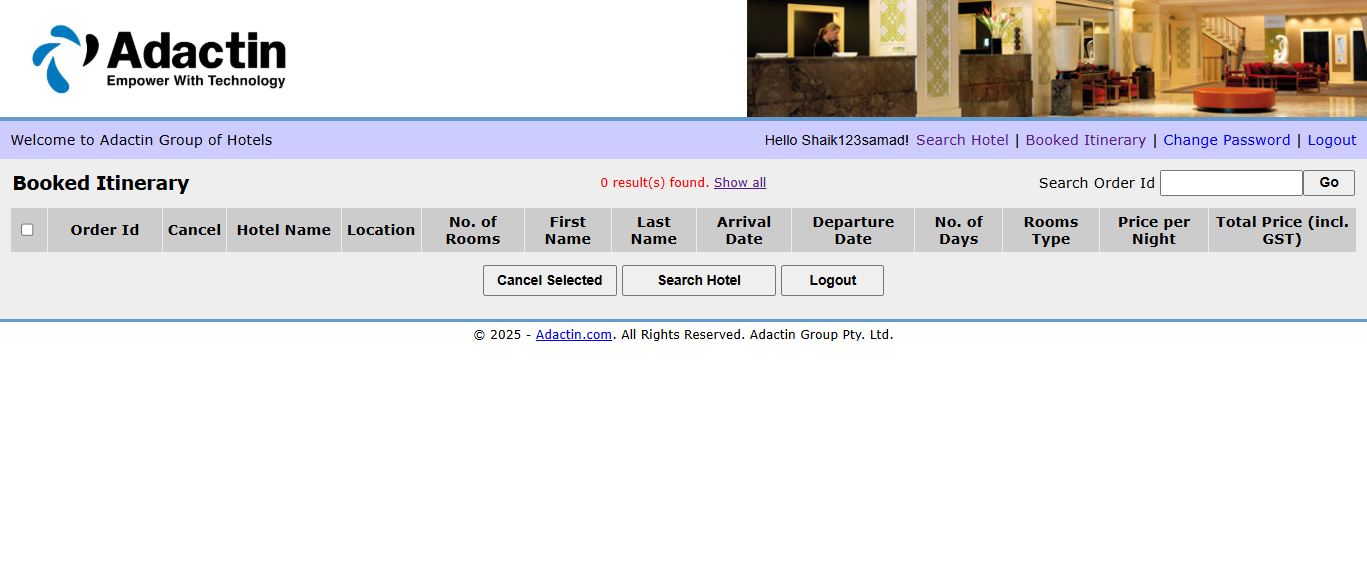 Adactin
Empower With Technology
Welcome to Adactin Group of Hotels
Hello Shaik123samad! Search Hotel | Booked Itinerary | Change Password | Logout
Booked Itinerary
0 result(s) found. Show all
Search Order Id Go
Order Id Cancel Hotel Name Location No. of Rooms First Name Last Name Arrival Date Departure Date No. of Days Rooms Type Price per Night Total Price (incl. GST)
Cancel Selected Search Hotel Logout
© 2025 - Adactin.com. All Rights Reserved. Adactin Group Pty. Ltd.